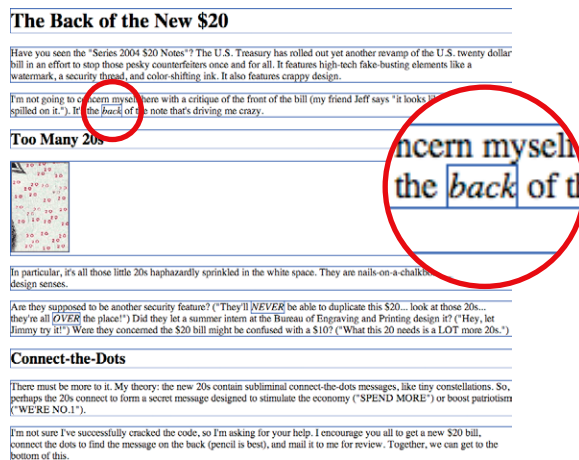 The Back of the New $20
Have you seen the "Series 2004 $20 Notes"? The U.S. Treasury has rolled out yet another revamp of the U.S. twenty dollar
bill in an effort to stop those pesky counterfeiters once and for all. It features high-tech fake-busting elements like a
watermark, a security thread, and color-shifting ink. It also features crappy design.
I'm not going to concern myself here with a critique of the front of the bill (my friend Jeff says "it looks
spilled on it."). It's the back of the note that's driving me crazy.
ncern myself
the back of
Too Many 20s
In particular, it's all those little 20s haphazardly sprinkled in the white space. They are
design senses.
Are they supposed to be another security feature? ("They'll NEVER be able to duplicate this $20... look at those 20s...
they're all OVER the place!") Did they let a summer intern at the Bureau of Engraving and Printing design it? ("Hey, let
Jimmy try it!") Were they concerned the $20 bill might be confused with a $10? ("What this 20 needs is a LOT more 20s.")
Connect-the-Dots
There must be more to it. My theory: the new 20s contain subliminal connect-the-dots messages, like tiny constellations. So,
perhaps the 20s connect to form a secret message designed to stimulate the economy ("SPEND MORE") or boost patriotism
("WE'RE NO.1").
I'm not sure I've successfully cracked the code, so I'm asking for your help. I encourage you all to get a new $20 bill,
connect the dots to find the message on the back (pencil is best), and mail it to me for review. Together, we can get to the
bottom of this.